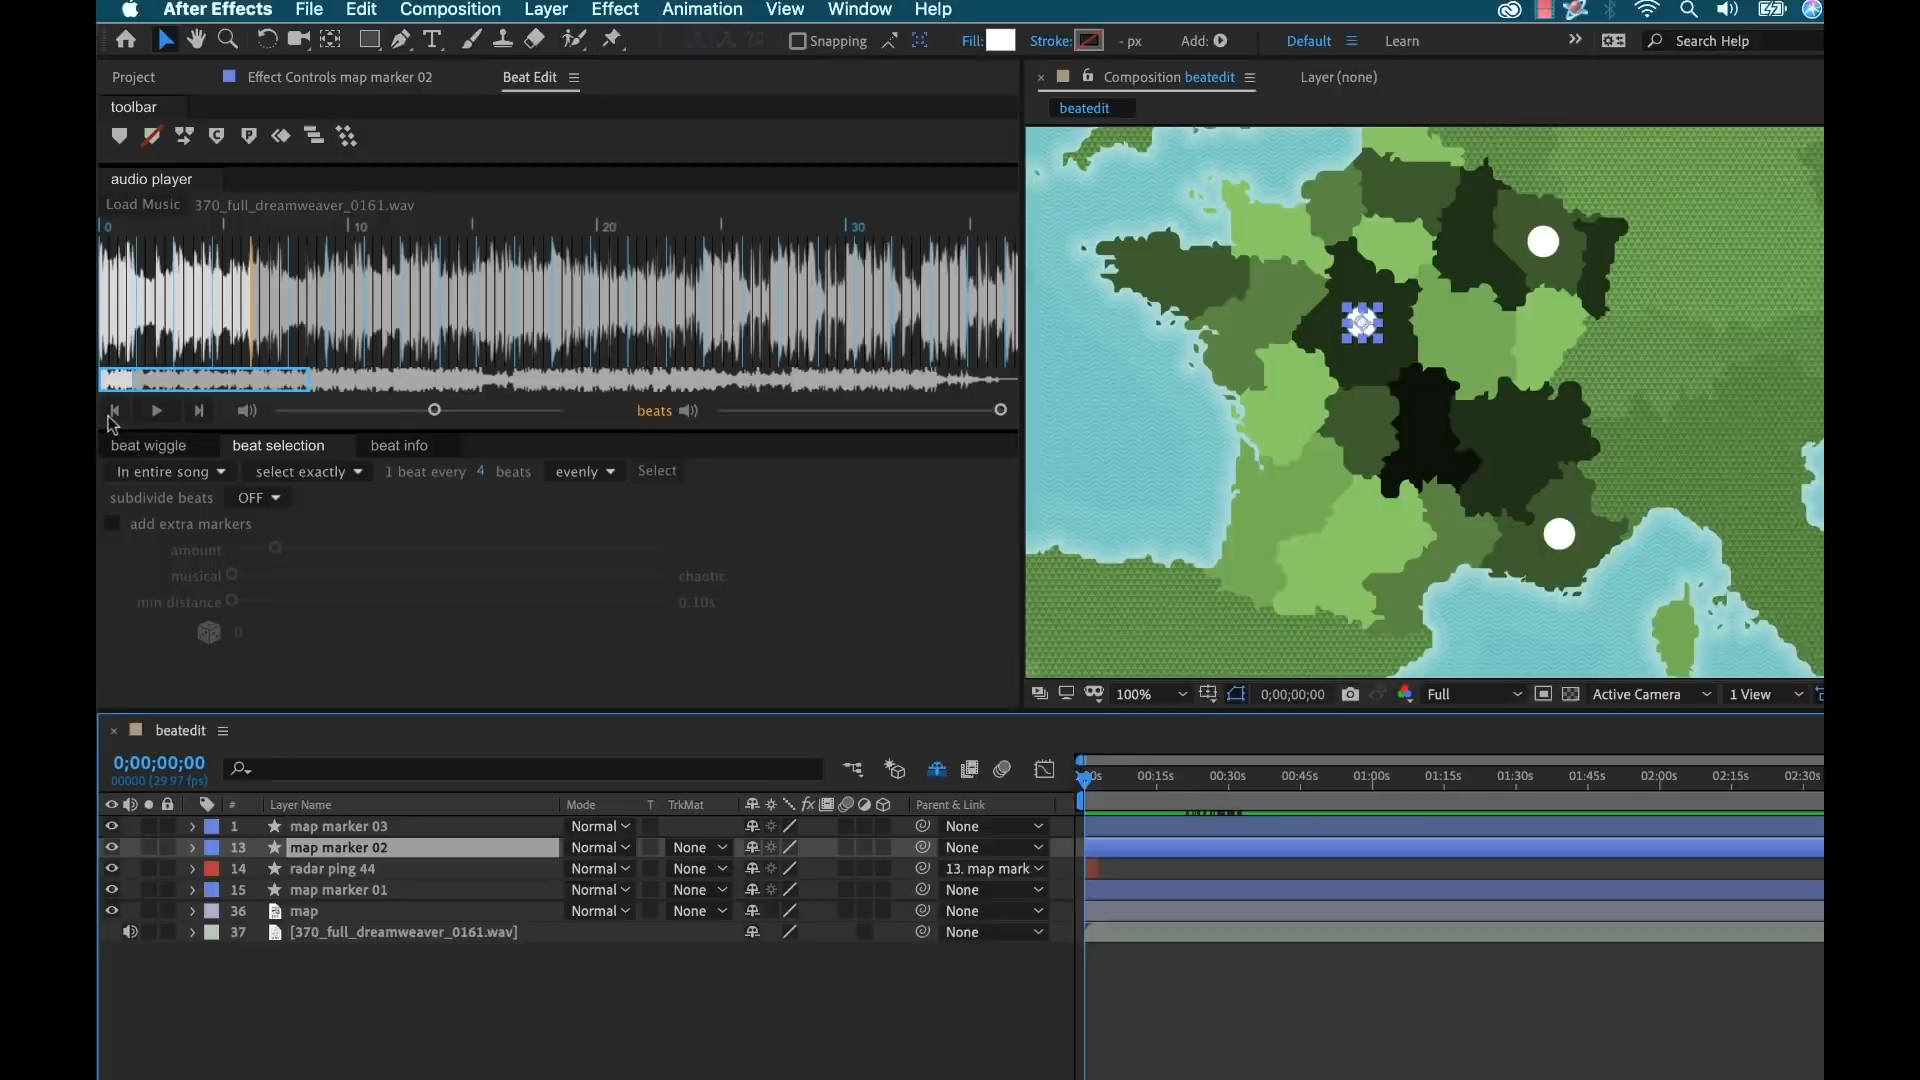 After Effects File Edit Composition Layer Effect Animation View Window Help
Snapping Fill: Stroke: - px Add: Default Learn Search Help
Project Effect Controls map marker 02 Beat Edit
× Composition beatedit Layer (none)
toolbar
beatedit
audio player
Load Music 370_full_dreamweaver_0161.wav
0 10 20 30
beats
beat wiggle beat selection beat info
In entire song select exactly 1 beat every 4 beats evenly Select
subdivide beats OFF
add extra markers
amount
musical chaotic
min distance 0.10s
0
100% 0;00;00;00 Full Active Camera 1 View
× beatedit
0;00;00;00
00000 (29.97 fps)
00:15s 00:30s 00:45s 01:00s 01:15s 01:30s 01:45s 02:00s 02:15s 02:30s
# Layer Name Mode T TrkMat fx Parent & Link
1 map marker 03 Normal None
13 map marker 02 Normal None None
14 radar ping 44 Normal None 13. map mark
15 map marker 01 Normal None None
36 map Normal None None
37 [370_full_dreamweaver_0161.wav] None